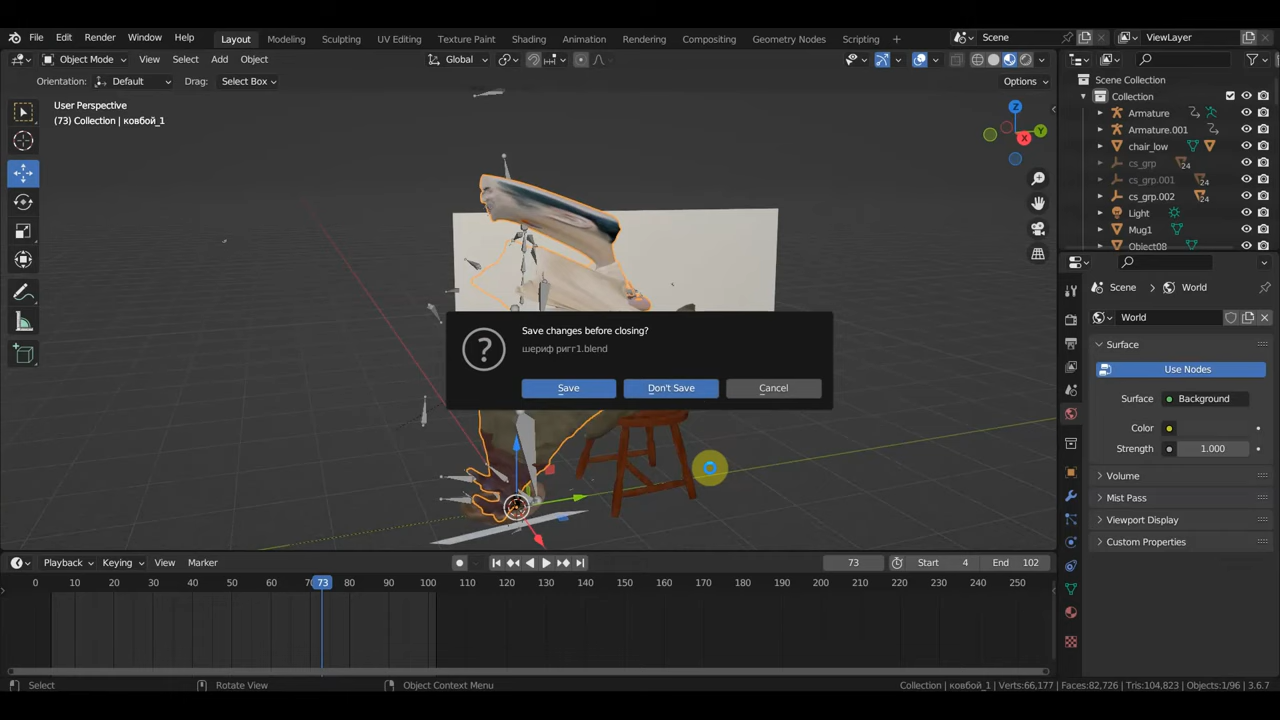 File Edit Render Window Help Layout Modeling Sculpting UV Editing Texture Paint Shading Animation Rendering Compositing Geometry Nodes Scripting + Scene ViewLayer
Object Mode View Select Add Object Global
Orientation: Default Drag: Select Box Options
User Perspective
(73) Collection | ковбой_1
Z
Y
X
Scene Collection
Collection
Armature
Armature.001
chair_low
cs_grp 24
cs_grp.001 24
cs_grp.002 24
Light
Mug1
Object08
Scene World
World
Surface
Use Nodes
Surface Background
Color
Strength 1.000
Volume
Mist Pass
Viewport Display
Custom Properties
Save changes before closing?
шериф ригг1.blend
Save Don't Save Cancel
Playback Keying View Marker 73 Start 4 End 102
0 10 20 30 40 50 60 70 73 80 90 100 110 120 130 140 150 160 170 180 190 200 210 220 230 240 250
Select Rotate View Object Context Menu Collection | ковбой_1 | Verts:66,177 | Faces:82,726 | Tris:104,823 | Objects:1/96 | 3.6.7